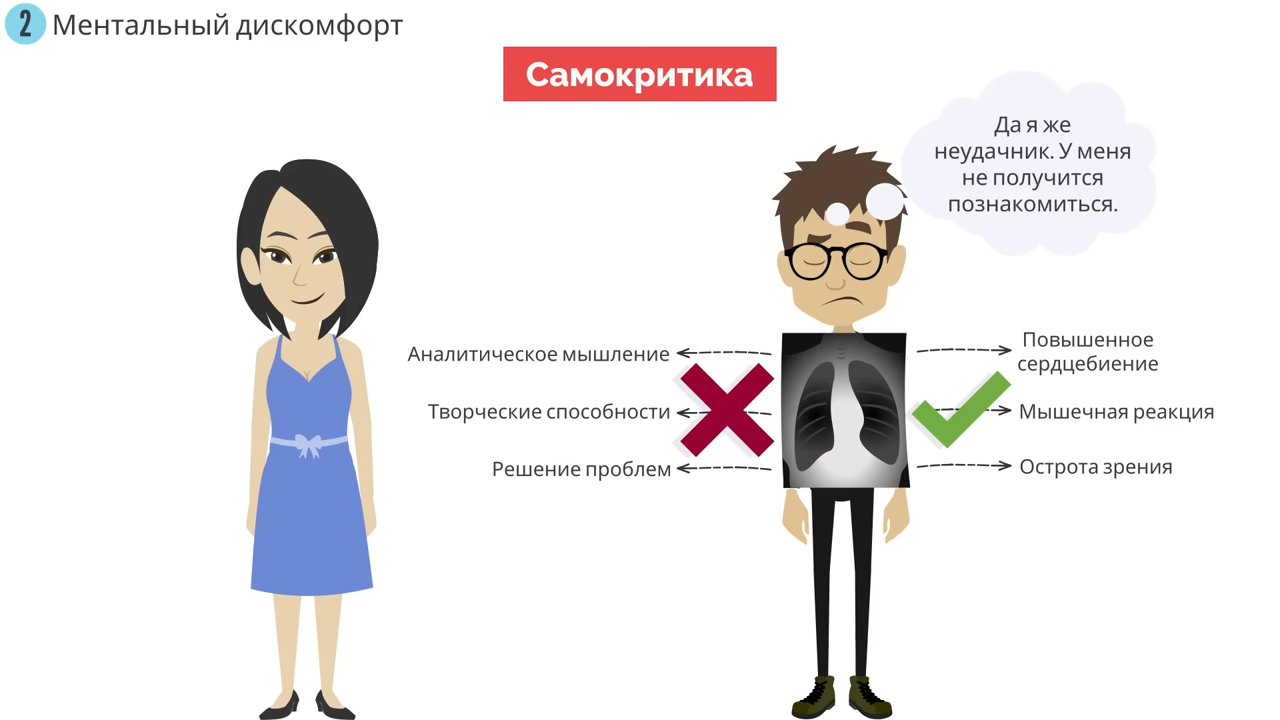 2 Ментальный дискомфорт
Самокритика
Да я же
неудачник. У меня
не получится
познакомиться.
Аналитическое мышление
Творческие способности
Решение проблем
Повышенное
сердцебиение
Мышечная реакция
Острота зрения